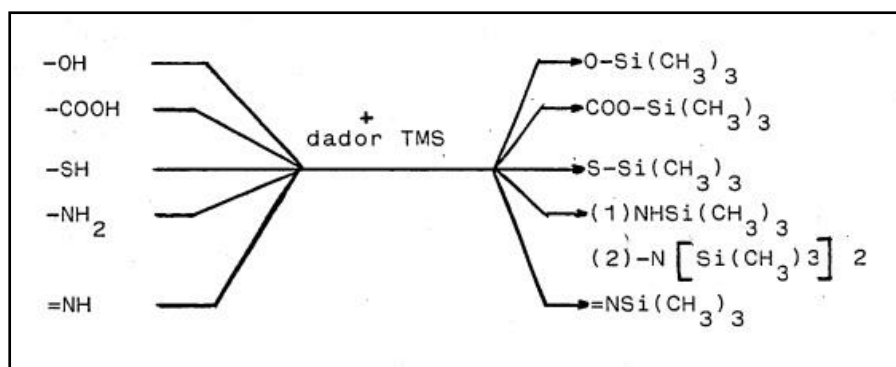 -OH
-COOH
-SH
-NH2
=NH
+
dador TMS
O-Si(CH3)3
COO-Si(CH3)3
S-Si(CH3)3
(1)NHSi(CH3)3
(2)-N[Si(CH)3]2
=NSi(CH3)3